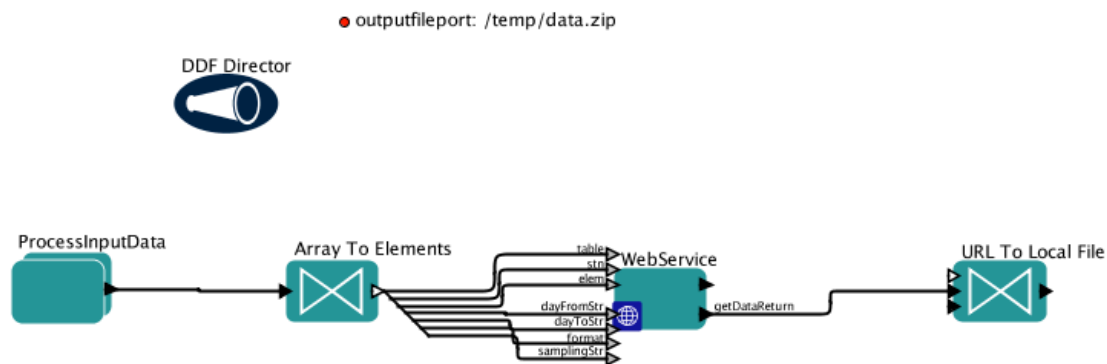 outputfileport: /temp/data.zip
DDF Director
ProcessInputData
Array To Elements
table
stn
elem
dayFromStr
dayToStr
format
samplingStr
WebService
getDataReturn
URL To Local File